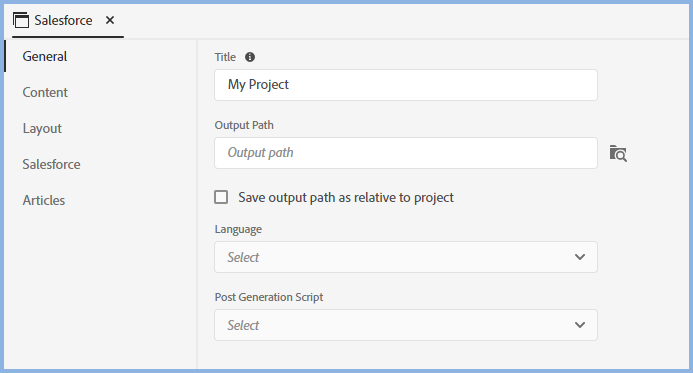 Salesforce
General
Content
Layout
Salesforce
Articles
Title
My Project
Output Path
Output path
Save output path as relative to project
Language
Select
Post Generation Script
Select